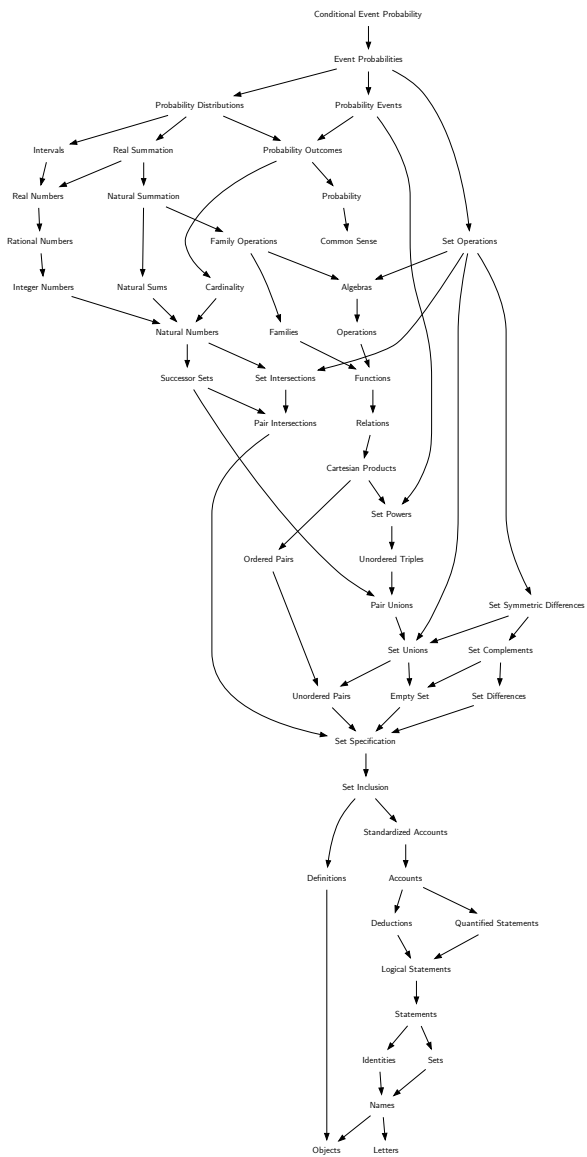 Conditional Event Probability
Event Probabilities
Probability Distributions
Probability Events
Intervals
Real Summation
Probability Outcomes
Real Numbers
Natural Summation
Probability
Rational Numbers
Family Operations
Common Sense
Set Operations
Integer Numbers
Natural Sums
Cardinality
Algebras
Natural Numbers
Families
Operations
Successor Sets
Set Intersections
Functions
Pair Intersections
Relations
Cartesian Products
Set Powers
Ordered Pairs
Unordered Triples
Pair Unions
Set Symmetric Differences
Set Unions
Set Complements
Unordered Pairs
Empty Set
Set Differences
Set Specification
Set Inclusion
Standardized Accounts
Definitions
Accounts
Deductions
Quantified Statements
Logical Statements
Statements
Identities
Sets
Names
Objects
Letters